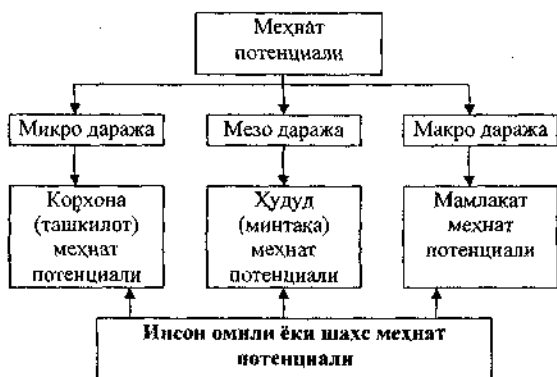 Меҳнат
потенциали
Микро даража
Мезо даража
Макро даража
Корхона
(ташкилот)
меҳнат
потенциали
Ҳудуд
(минтақа)
меҳнат
потенциали
Мамлакат
меҳнат
потенциали
Инсон омили ёки шахс меҳнат
потенциали